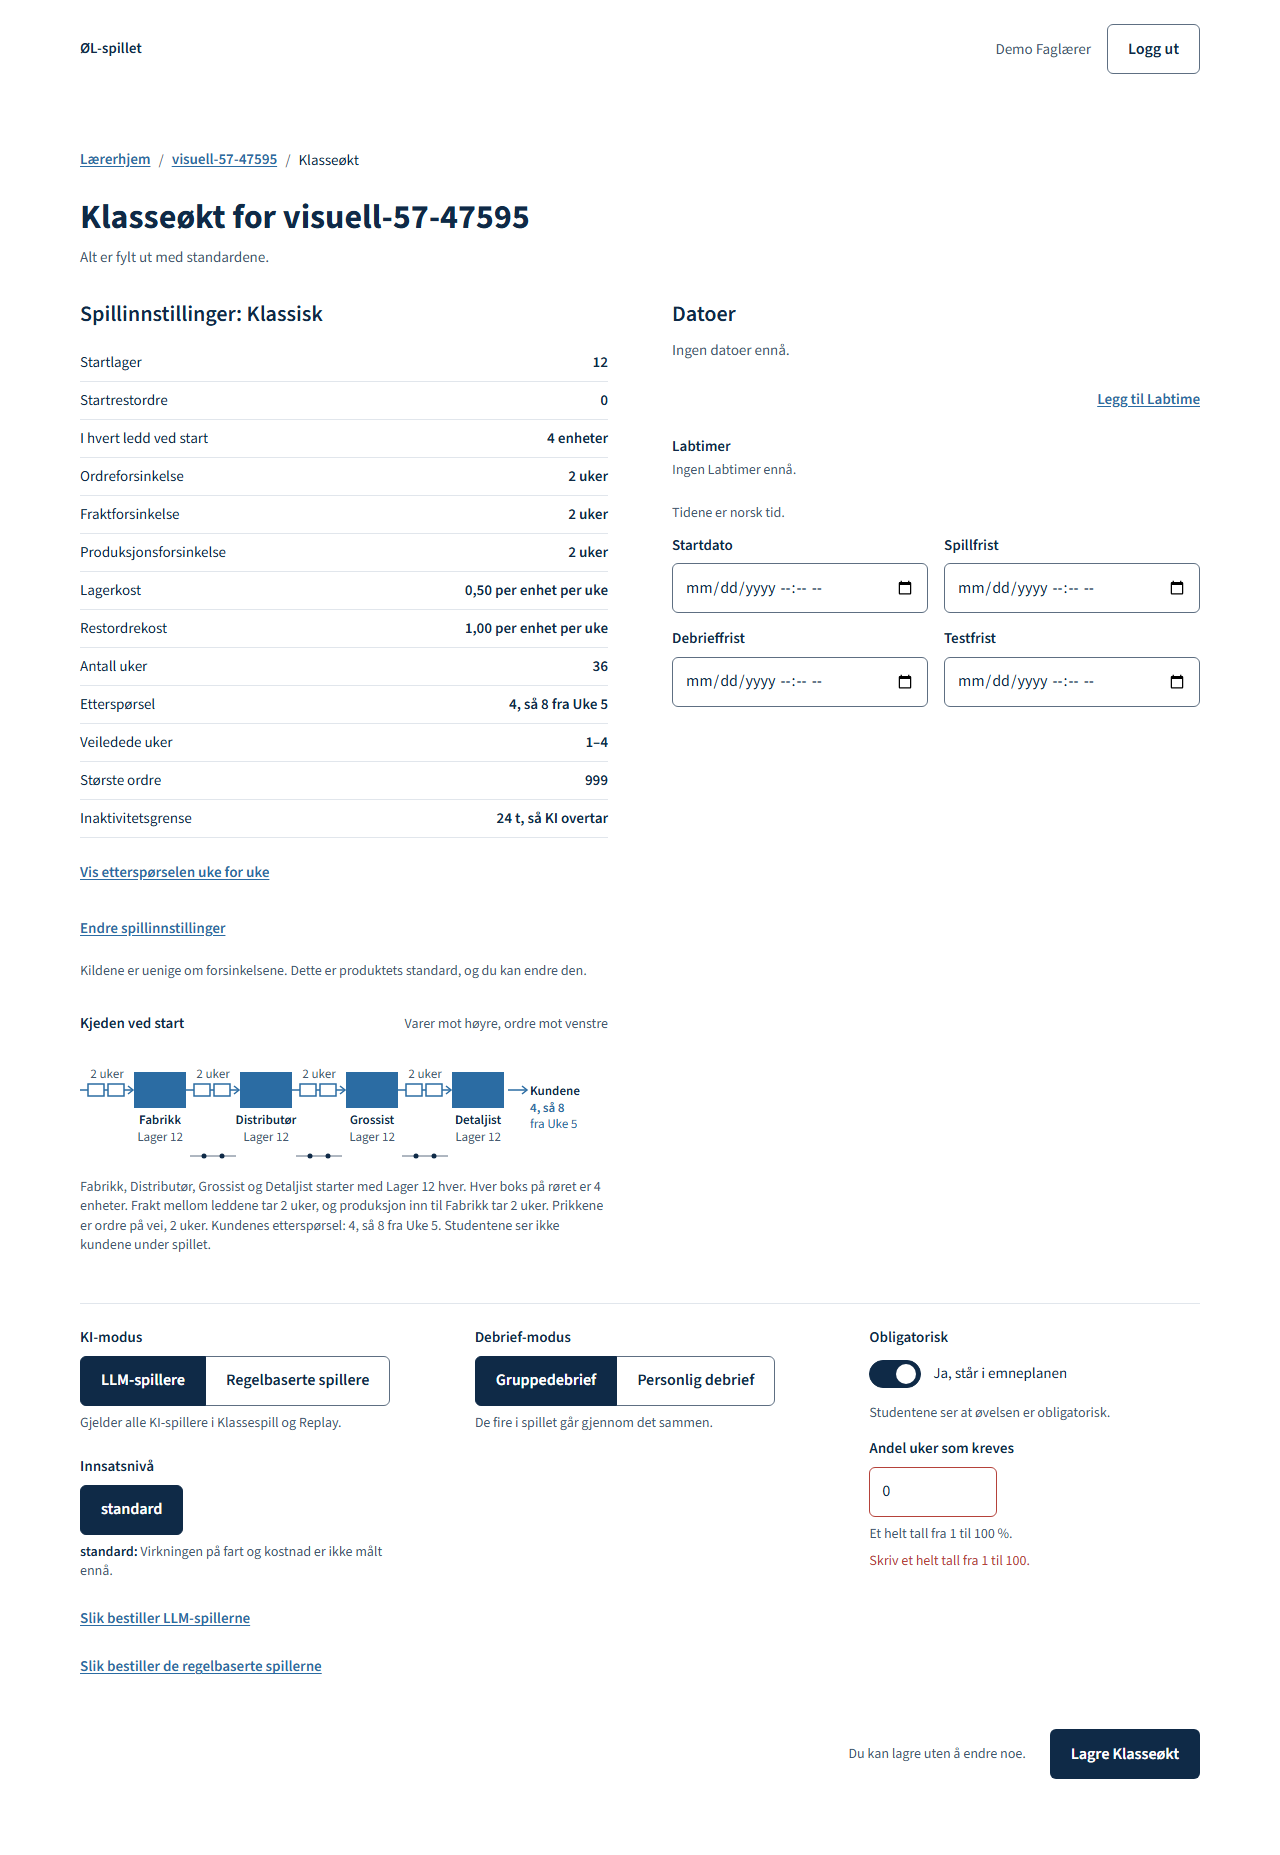 ØL-spillet
Demo Faglærer
Logg ut
Lærerhjem / visuell-57-47595 / Klasseøkt
Klasseøkt for visuell-57-47595
Alt er fylt ut med standardene.
Spillinnstillinger: Klassisk
Startlager 12
Startrestordre 0
I hvert ledd ved start 4 enheter
Ordreforsinkelse 2 uker
Fraktforsinkelse 2 uker
Produksjonsforsinkelse 2 uker
Lagerkost 0,50 per enhet per uke
Restordrekost 1,00 per enhet per uke
Antall uker 36
Etterspørsel 4, så 8 fra Uke 5
Veiledede uker 1–4
Største ordre 999
Inaktivitetsgrense 24 t, så KI overtar
Vis etterspørselen uke for uke
Endre spillinnstillinger
Kildene er uenige om forsinkelsene. Dette er produktets standard, og du kan endre den.
Kjeden ved start
Varer mot høyre, ordre mot venstre
2 uker 2 uker 2 uker 2 uker
Kundene
4, så 8
fra Uke 5
Fabrikk Distributør Grossist Detaljist
Lager 12 Lager 12 Lager 12 Lager 12
Fabrikk, Distributør, Grossist og Detaljist starter med Lager 12 hver. Hver boks på røret er 4
enheter. Frakt mellom leddene tar 2 uker, og produksjon inn til Fabrikk tar 2 uker. Prikkene
er ordre på vei, 2 uker. Kundenes etterspørsel: 4, så 8 fra Uke 5. Studentene ser ikke
kundene under spillet.
Datoer
Ingen datoer ennå.
Legg til Labtime
Labtimer
Ingen Labtimer ennå.
Tidene er norsk tid.
Startdato Spillfrist
mm/dd/yyyy --:-- -- mm/dd/yyyy --:-- --
Debrieffrist Testfrist
mm/dd/yyyy --:-- -- mm/dd/yyyy --:-- --
KI-modus
LLM-spillere Regelbaserte spillere
Gjelder alle KI-spillere i Klassespill og Replay.
Innsatsnivå
standard
standard: Virkningen på fart og kostnad er ikke målt
ennå.
Slik bestiller LLM-spillerne
Slik bestiller de regelbaserte spillerne
Debrief-modus
Gruppedebrief Personlig debrief
De fire i spillet går gjennom det sammen.
Obligatorisk
Ja, står i emneplanen
Studentene ser at øvelsen er obligatorisk.
Andel uker som kreves
0
Et helt tall fra 1 til 100 %.
Skriv et helt tall fra 1 til 100.
Du kan lagre uten å endre noe.
Lagre Klasseøkt